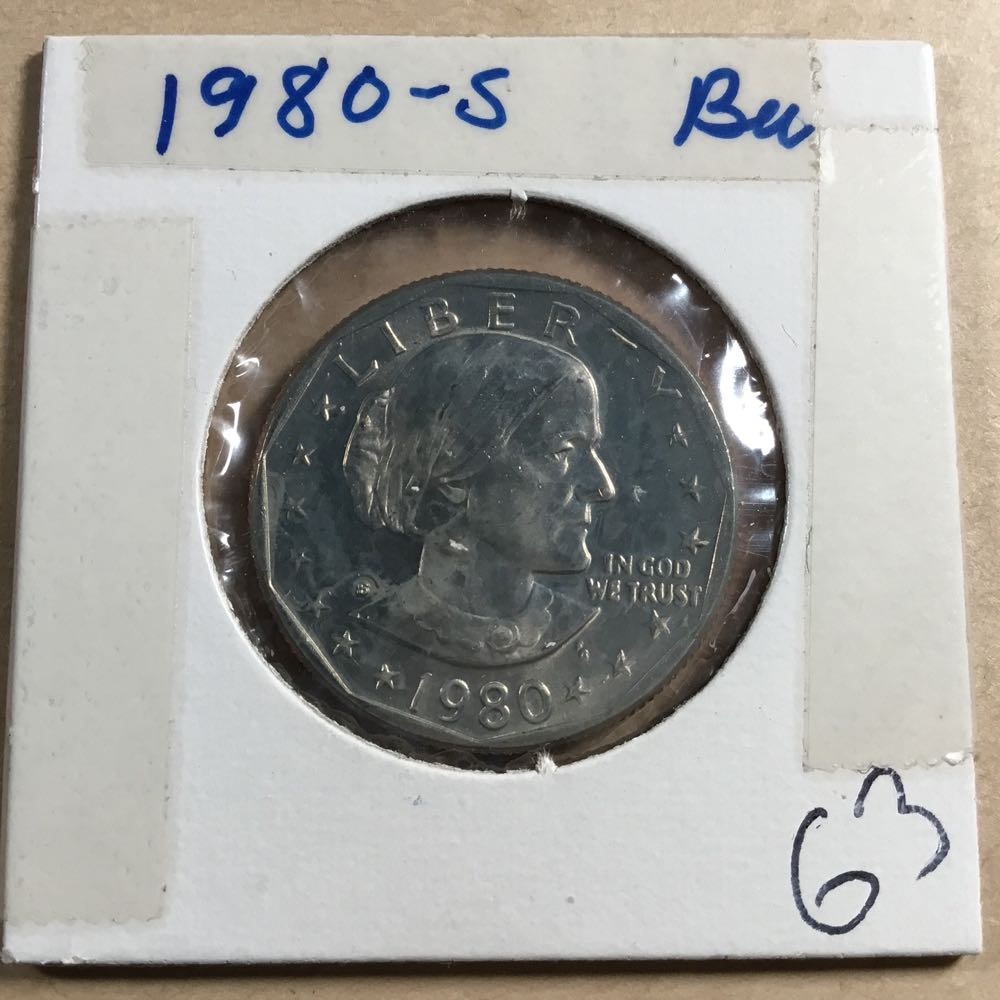 1980-S Bu
LIBERTY
IN GOD
WE TRUST
S
1980
63